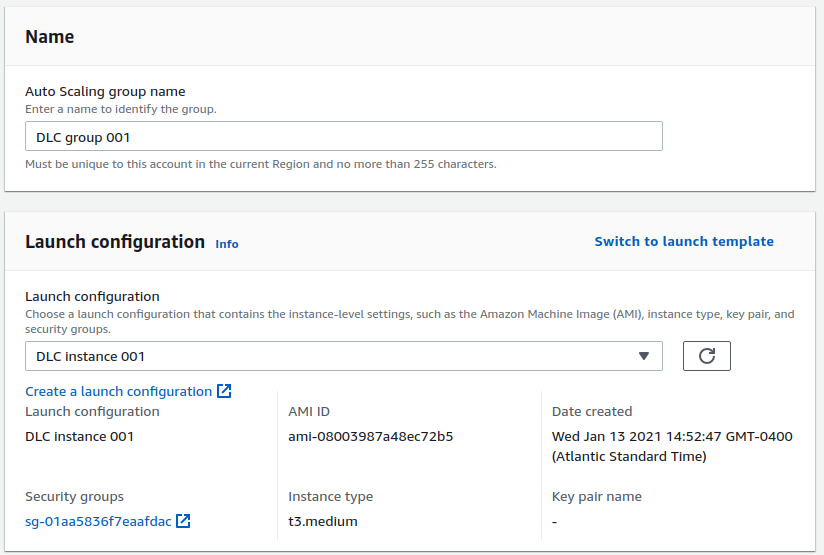 Name
Auto Scaling group name
Enter a name to identify the group.
DLC group 001
Must be unique to this account in the current Region and no more than 255 characters.
Launch configuration Info
Switch to launch template
Launch configuration
Choose a launch configuration that contains the instance-level settings, such as the Amazon Machine Image (AMI), instance type, key pair, and
security groups.
DLC instance 001
Create a launch configuration
Launch configuration
DLC instance 001
AMI ID
ami-08003987a48ec72b5
Date created
Wed Jan 13 2021 14:52:47 GMT-0400
(Atlantic Standard Time)
Security groups
sg-01aa5836f7eaafdac
Instance type
t3.medium
Key pair name
-